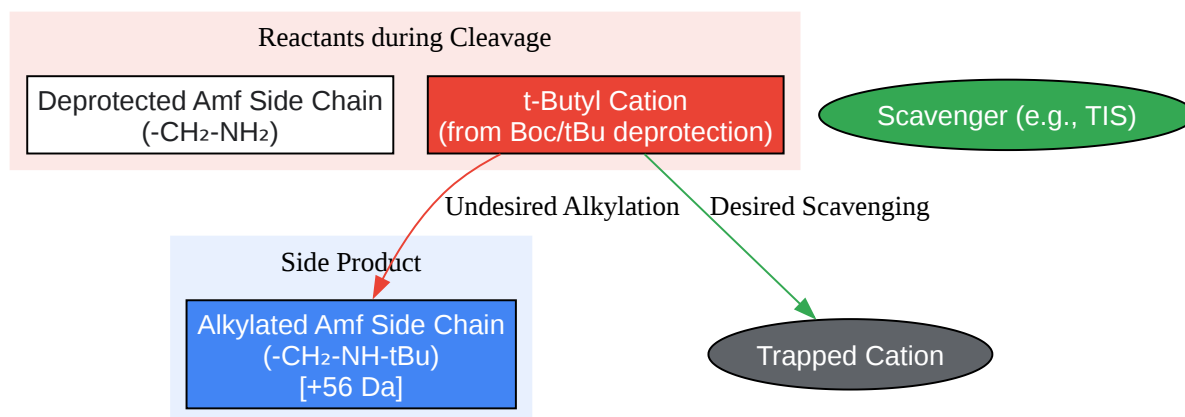 Reactants during Cleavage
Deprotected Amf Side Chain
(-CH₂-NH₂)
t-Butyl Cation
(from Boc/tBu deprotection)
Scavenger (e.g., TIS)
Undesired Alkylation
Desired Scavenging
Side Product
Alkylated Amf Side Chain
(-CH₂-NH-tBu)
[+56 Da]
Trapped Cation